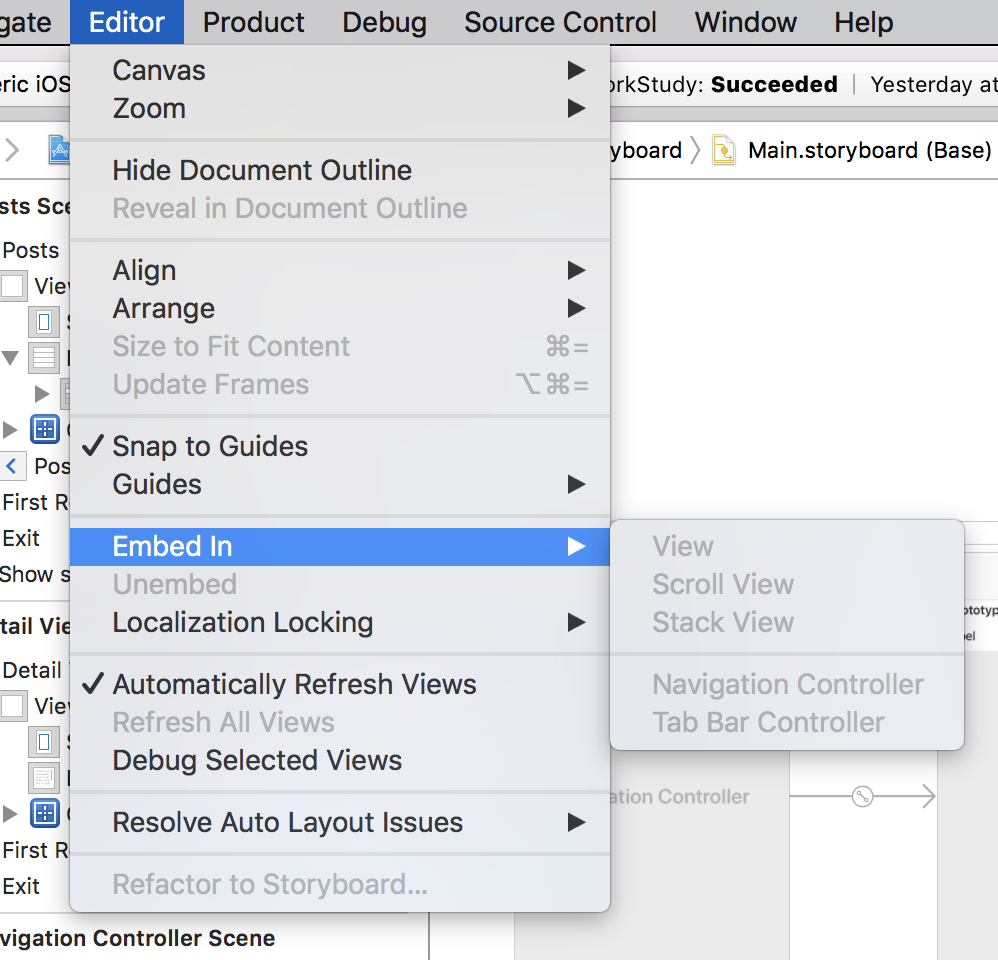 gate Editor Product Debug Source Control Window Help
eric iOS orkStudy: Succeeded Yesterday at
yboard Main.storyboard (Base)
sts Sce
Posts
View
Pos
First R
Exit
Show s
tail Vie
Detail
View
First R
Exit
vigation Controller Scene
Canvas
Zoom
Hide Document Outline
Reveal in Document Outline
Align
Arrange
Size to Fit Content ⌘=
Update Frames ⌥⌘=
✓ Snap to Guides
Guides
Embed In
Unembed
Localization Locking
✓ Automatically Refresh Views
Refresh All Views
Debug Selected Views
Resolve Auto Layout Issues
Refactor to Storyboard...
View
Scroll View
Stack View
Navigation Controller
Tab Bar Controller
ototyp
el
ation Controller